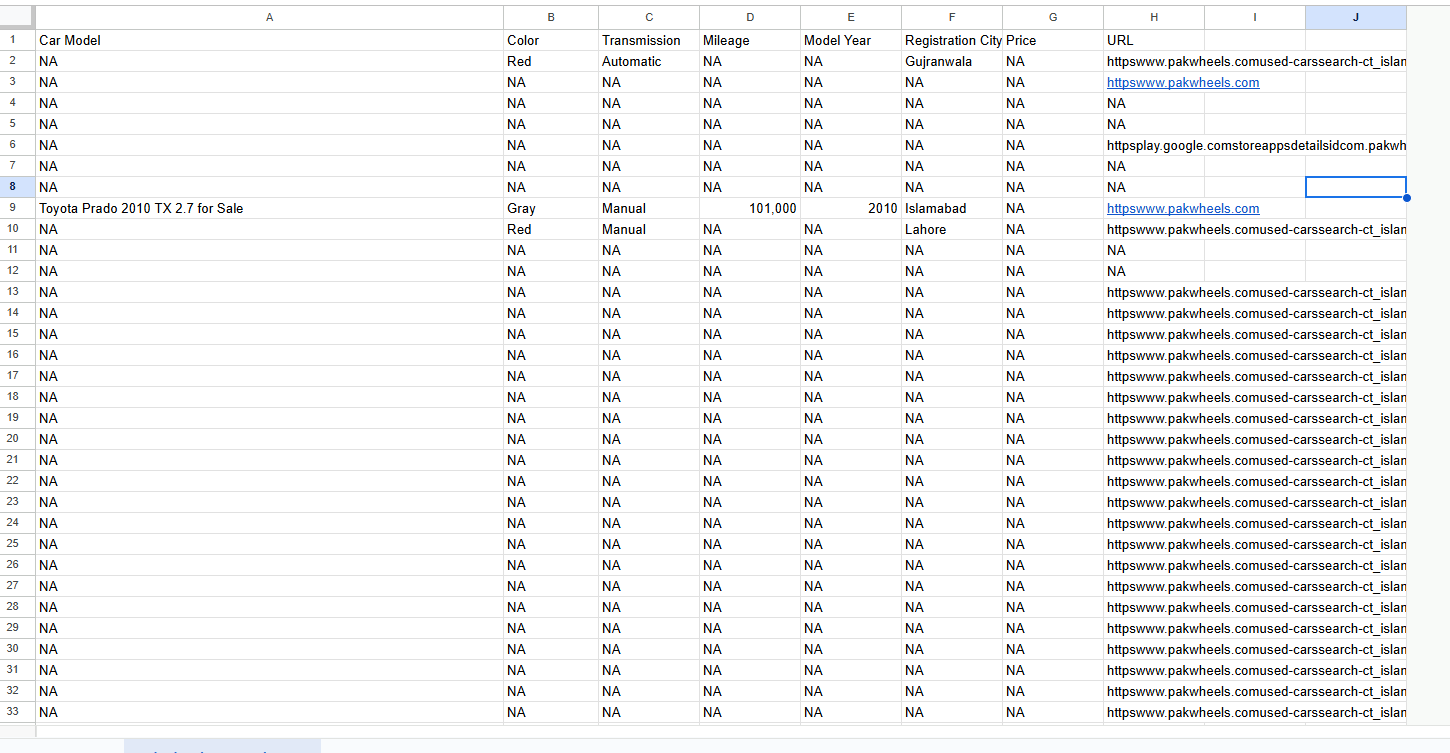 A B C D E F G H I J
1 Car Model Color Transmission Mileage Model Year Registration City Price URL
2 NA Red Automatic NA NA Gujranwala NA httpswww.pakwheels.comused-carssearch-ct_islan
3 NA NA NA NA NA NA NA httpswww.pakwheels.com
4 NA NA NA NA NA NA NA NA
5 NA NA NA NA NA NA NA NA
6 NA NA NA NA NA NA NA httpsplay.google.comstoreappsdetailsidcom.pakwh
7 NA NA NA NA NA NA NA NA
8 NA NA NA NA NA NA NA NA
9 Toyota Prado 2010 TX 2.7 for Sale Gray Manual 101,000 2010 Islamabad NA httpswww.pakwheels.com
10 NA Red Manual NA NA Lahore NA httpswww.pakwheels.comused-carssearch-ct_islan
11 NA NA NA NA NA NA NA NA
12 NA NA NA NA NA NA NA NA
13 NA NA NA NA NA NA NA httpswww.pakwheels.comused-carssearch-ct_islan
14 NA NA NA NA NA NA NA httpswww.pakwheels.comused-carssearch-ct_islan
15 NA NA NA NA NA NA NA httpswww.pakwheels.comused-carssearch-ct_islan
16 NA NA NA NA NA NA NA httpswww.pakwheels.comused-carssearch-ct_islan
17 NA NA NA NA NA NA NA httpswww.pakwheels.comused-carssearch-ct_islan
18 NA NA NA NA NA NA NA httpswww.pakwheels.comused-carssearch-ct_islan
19 NA NA NA NA NA NA NA httpswww.pakwheels.comused-carssearch-ct_islan
20 NA NA NA NA NA NA NA httpswww.pakwheels.comused-carssearch-ct_islan
21 NA NA NA NA NA NA NA httpswww.pakwheels.comused-carssearch-ct_islan
22 NA NA NA NA NA NA NA httpswww.pakwheels.comused-carssearch-ct_islan
23 NA NA NA NA NA NA NA httpswww.pakwheels.comused-carssearch-ct_islan
24 NA NA NA NA NA NA NA httpswww.pakwheels.comused-carssearch-ct_islan
25 NA NA NA NA NA NA NA httpswww.pakwheels.comused-carssearch-ct_islan
26 NA NA NA NA NA NA NA httpswww.pakwheels.comused-carssearch-ct_islan
27 NA NA NA NA NA NA NA httpswww.pakwheels.comused-carssearch-ct_islan
28 NA NA NA NA NA NA NA httpswww.pakwheels.comused-carssearch-ct_islan
29 NA NA NA NA NA NA NA httpswww.pakwheels.comused-carssearch-ct_islan
30 NA NA NA NA NA NA NA httpswww.pakwheels.comused-carssearch-ct_islan
31 NA NA NA NA NA NA NA httpswww.pakwheels.comused-carssearch-ct_islan
32 NA NA NA NA NA NA NA httpswww.pakwheels.comused-carssearch-ct_islan
33 NA NA NA NA NA NA NA httpswww.pakwheels.comused-carssearch-ct_islan